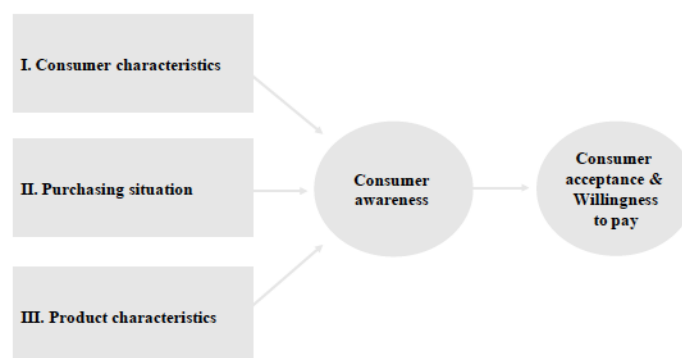 I. Consumer characteristics
II. Purchasing situation
III. Product characteristics
Consumer
awareness
Consumer
acceptance &
Willingness
to pay